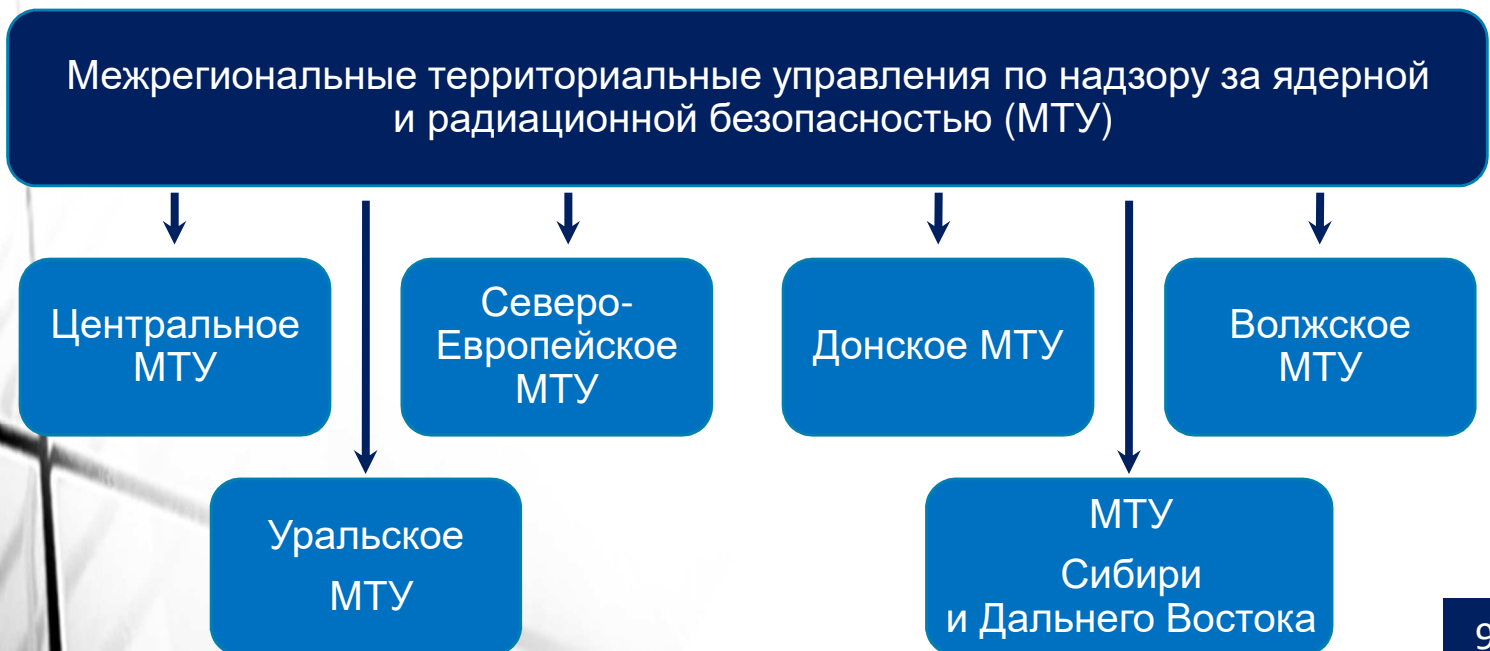 Межрегиональные территориальные управления по надзору за ядерной
и радиационной безопасностью (МТУ)
Центральное
МТУ
Северо-
Европейское
МТУ
Донское МТУ
Волжское
МТУ
Уральское
МТУ
МТУ
Сибири
и Дальнего Востока
9